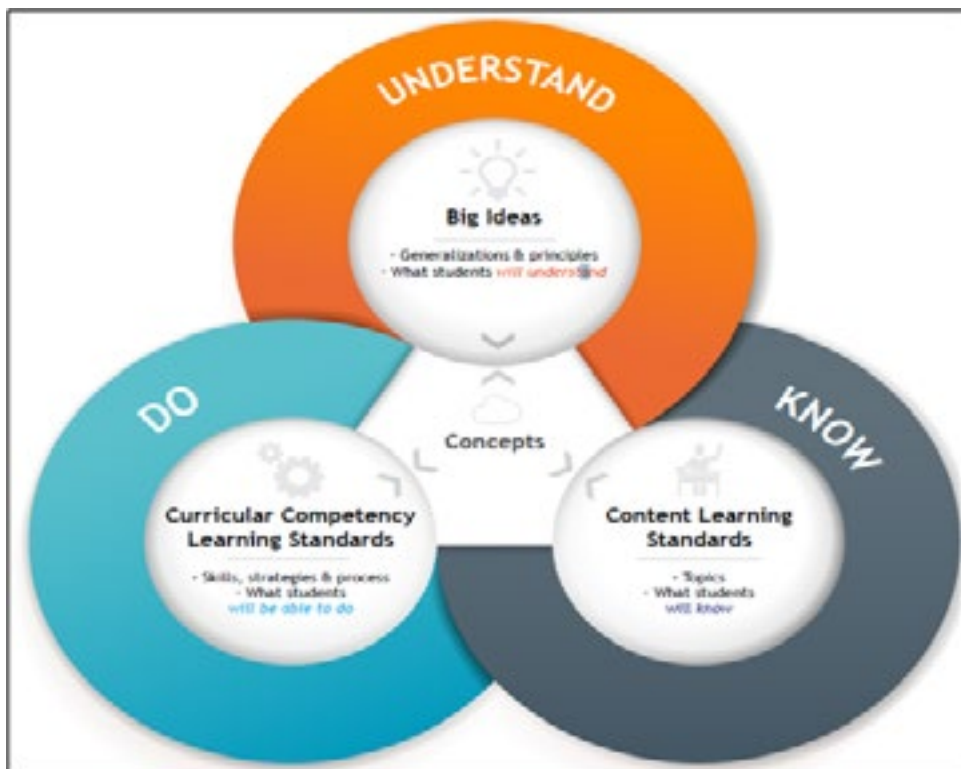 UNDERSTAND
Big Ideas
- Generalizations & principles
- What students will understand
DO
KNOW
Concepts
Curricular Competency
Learning Standards
- Skills, strategies & process
- What students
will be able to do
Content Learning
Standards
- Topics
- What students
will know